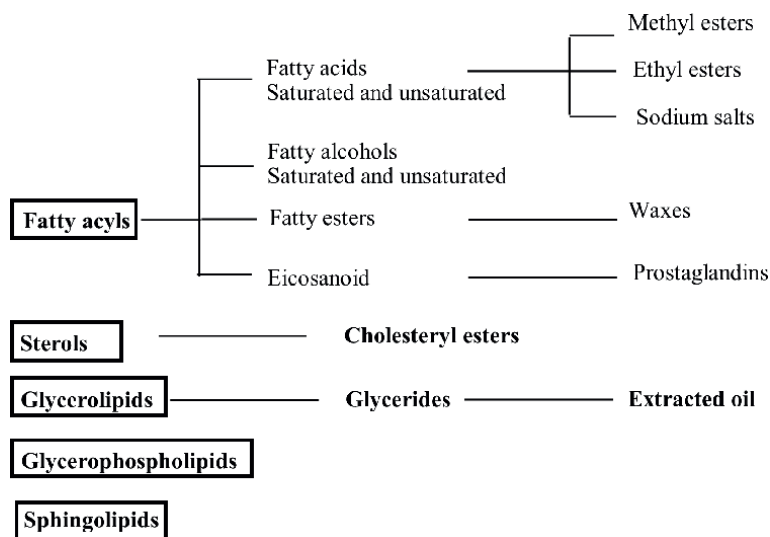 Methyl esters
Fatty acids
Saturated and unsaturated
Ethyl esters
Sodium salts
Fatty alcohols
Saturated and unsaturated
Fatty acyls
Fatty esters
Waxes
Eicosanoid
Prostaglandins
Sterols
Cholesteryl esters
Glycerolipids
Glycerides
Extracted oil
Glycerophospholipids
Sphingolipids